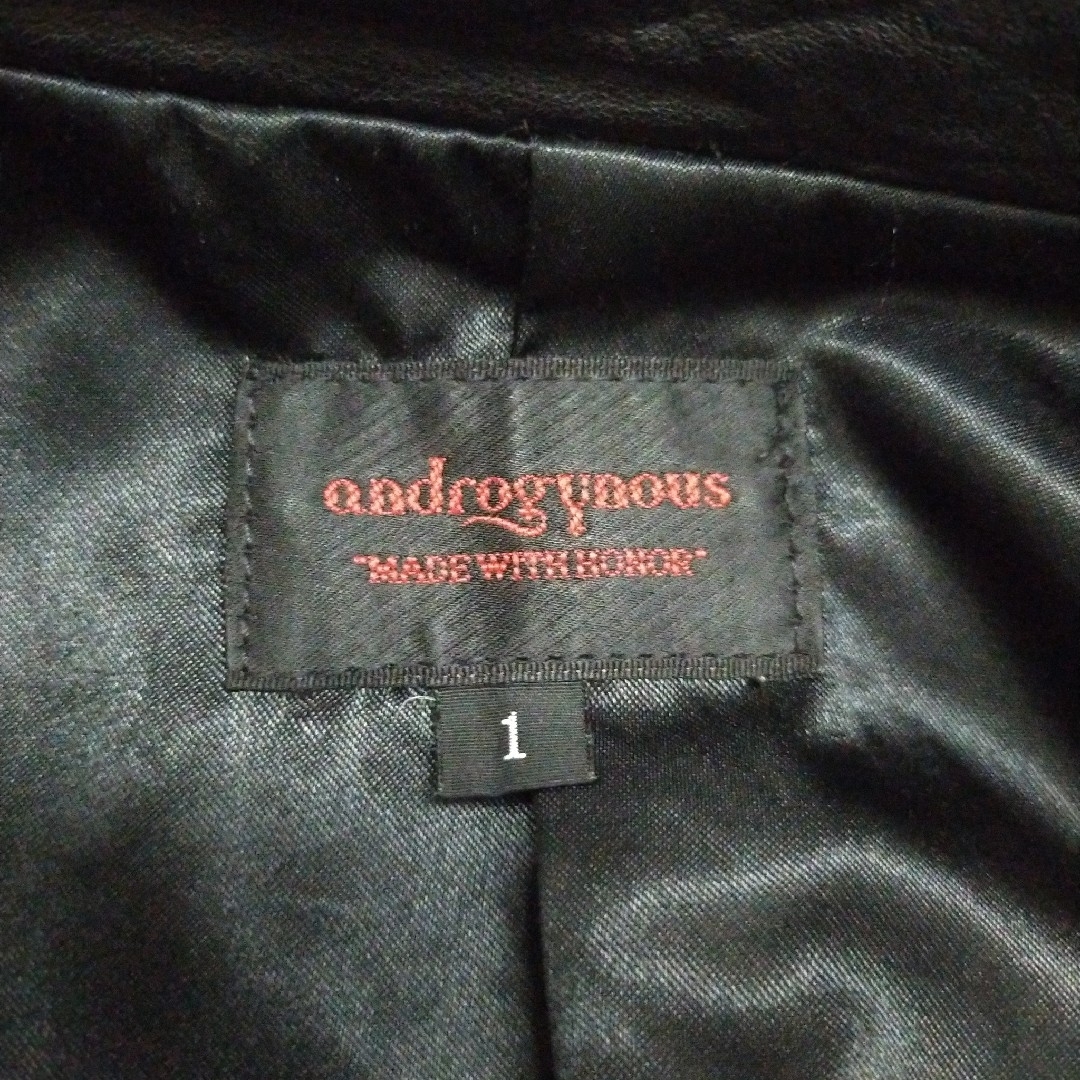 androgynous
"MADE WITH HONOR"
1